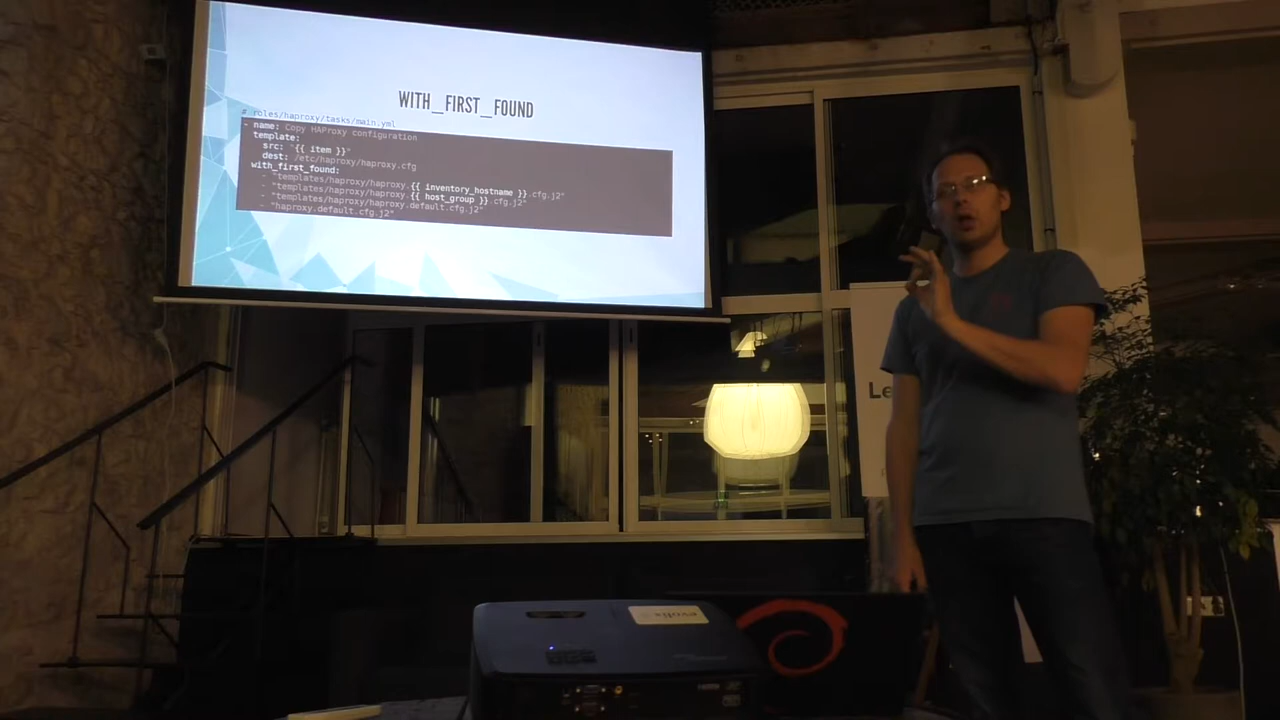 WITH_FIRST_FOUND
# roles/haproxy/tasks/main.yml
- name: Copy HAProxy configuration
template:
src: "{{ item }}"
dest: /etc/haproxy/haproxy.cfg
with_first_found:
- "templates/haproxy/haproxy.{{ inventory_hostname }}.cfg.j2"
- "templates/haproxy/haproxy.{{ host_group }}.cfg.j2"
- "templates/haproxy/haproxy.default.cfg.j2"
- "haproxy.default.cfg.j2"
Le
evolix